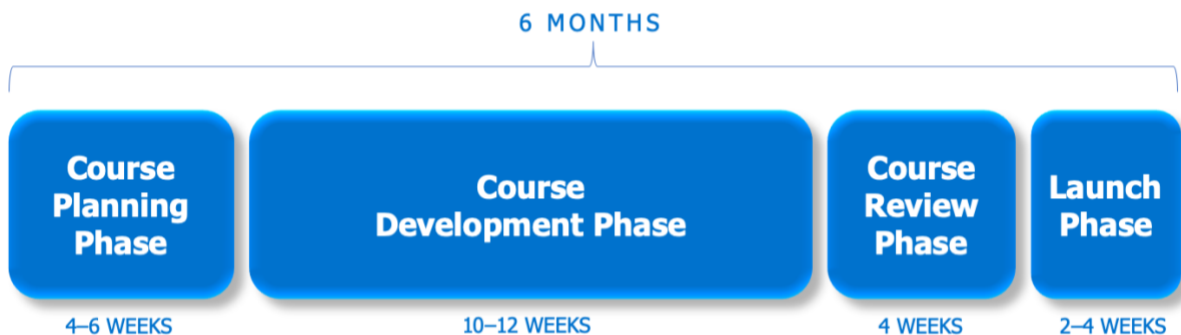 6 MONTHS
Course
Planning
Phase
Course
Development Phase
Course
Review
Phase
Launch
Phase
4–6 WEEKS
10–12 WEEKS
4 WEEKS
2–4 WEEKS